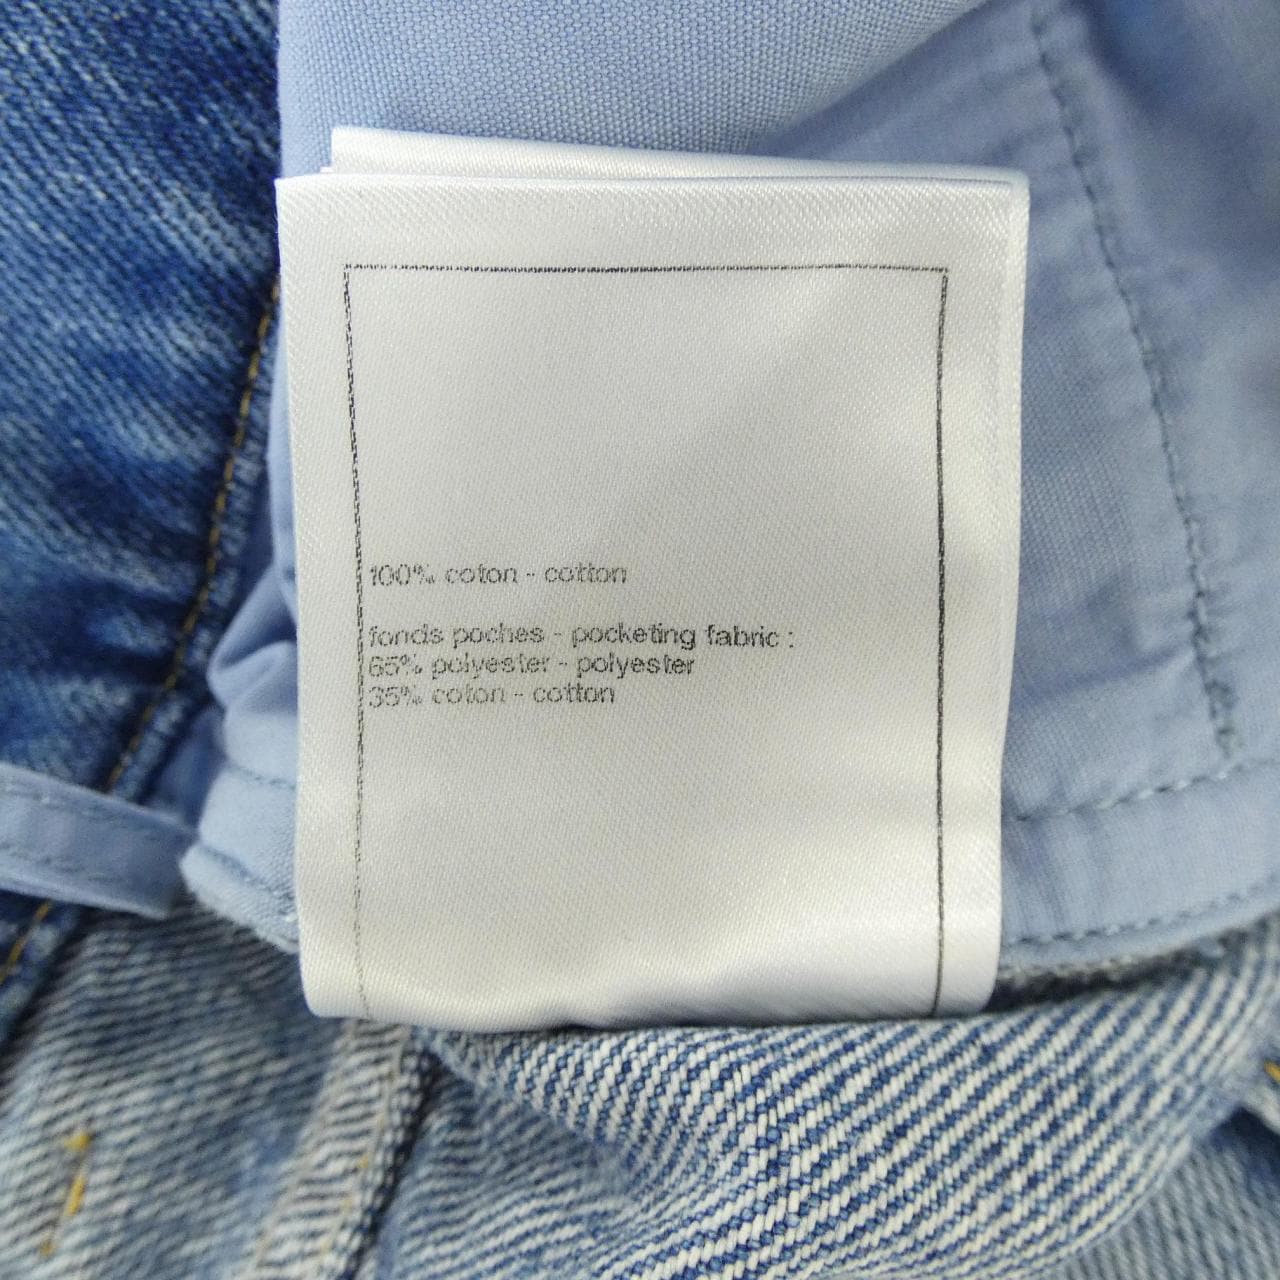 100% coton - cotton
fonds poches - pocketing fabric :
65% polyester - polyester
35% coton - cotton